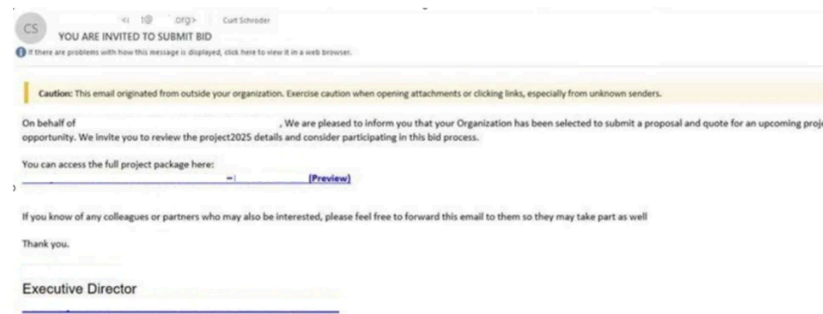 CS
org> Curt Schroder
YOU ARE INVITED TO SUBMIT BID
If there are problems with how this message is displayed, click here to view it in a web browser.
Caution: This email originated from outside your organization. Exercise caution when opening attachments or clicking links, especially from unknown senders.
On behalf of , We are pleased to inform you that your Organization has been selected to submit a proposal and quote for an upcoming proje
opportunity. We invite you to review the project2025 details and consider participating in this bid process.
You can access the full project package here:
[Preview]
If you know of any colleagues or partners who may also be interested, please feel free to forward this email to them so they may take part as well
Thank you.
Executive Director